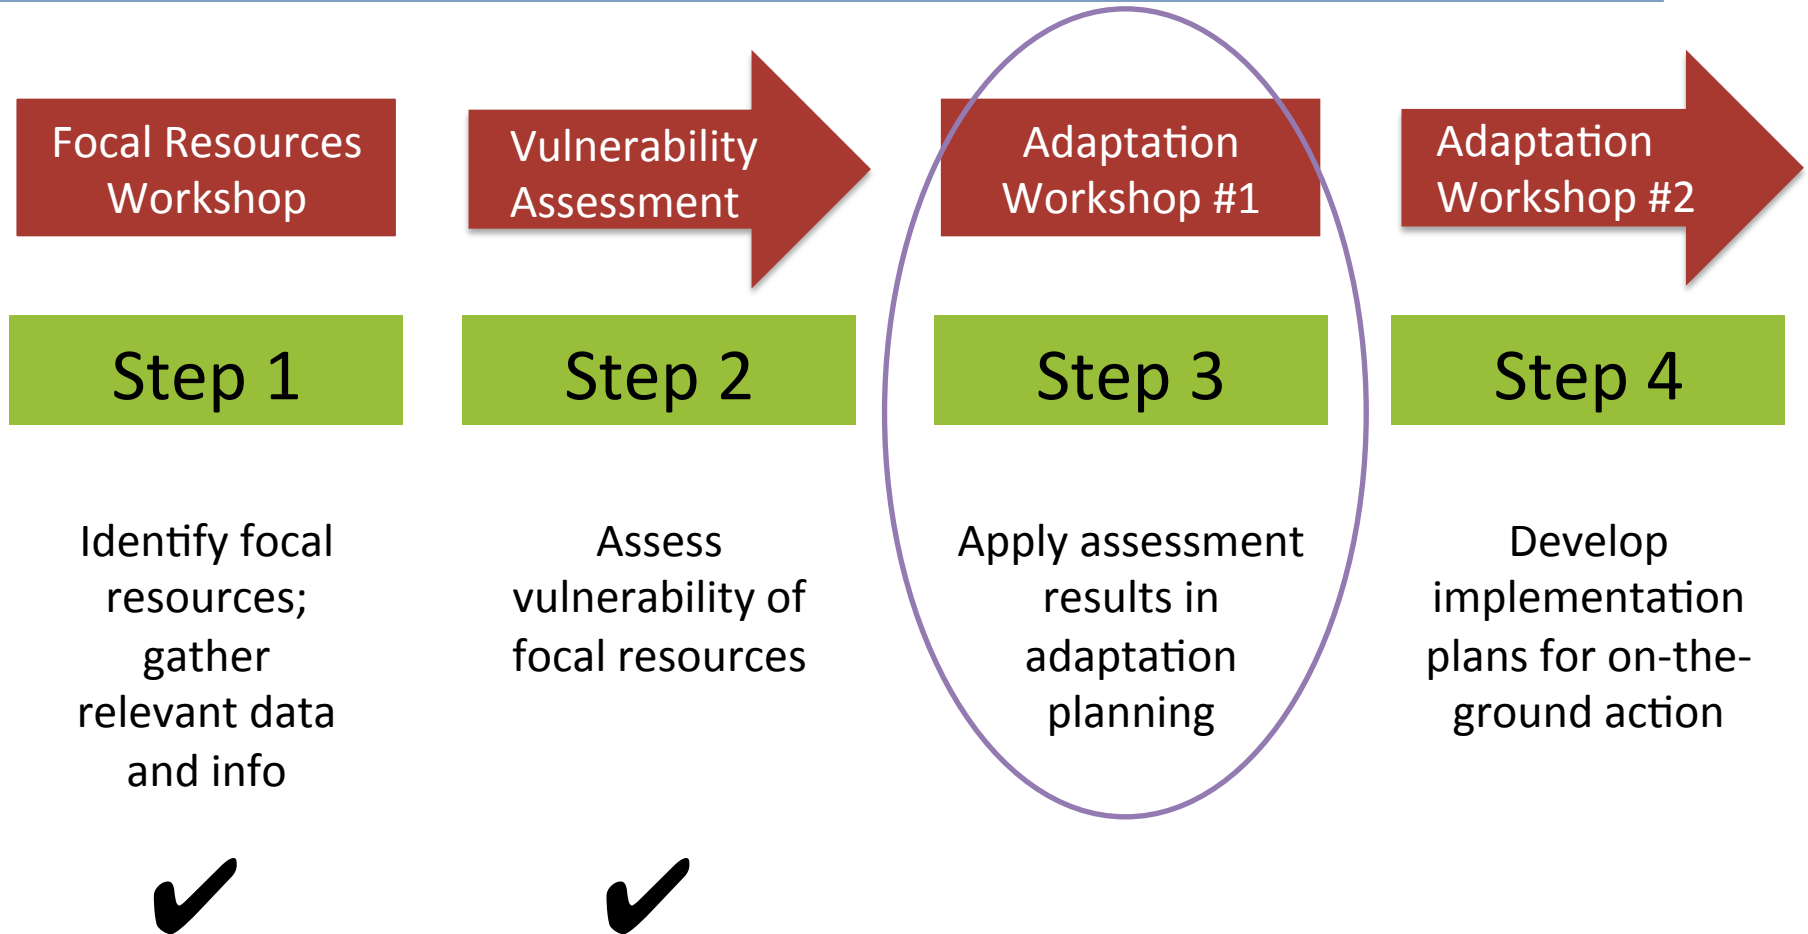 Focal Resources
Workshop
Vulnerability
Assessment
Adaptation
Workshop #1
Adaptation
Workshop #2
Step 1
Step 2
Step 3
Step 4
Identify focal
resources;
gather
relevant data
and info
Assess
vulnerability of
focal resources
Apply assessment
results in
adaptation
planning
Develop
implementation
plans for on-the-
ground action